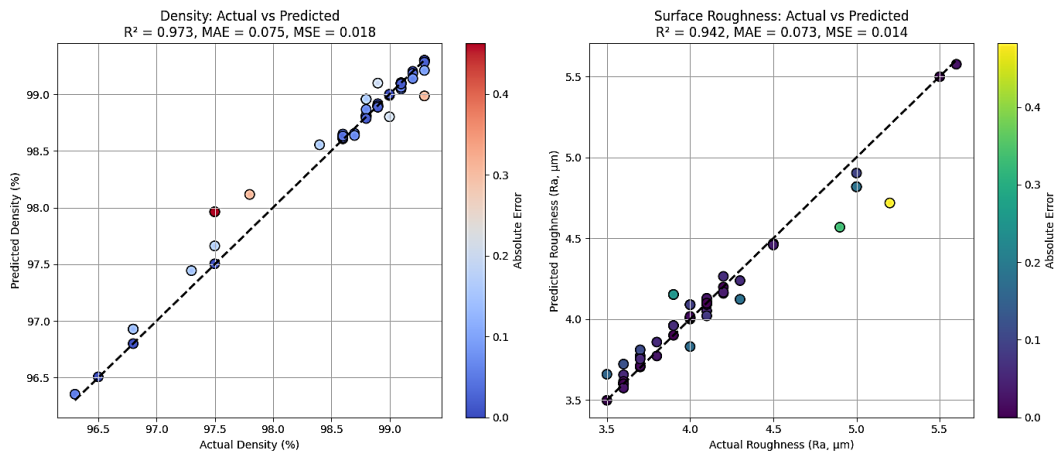 Density: Actual vs Predicted
R² = 0.973, MAE = 0.075, MSE = 0.018
Predicted Density (%)
99.0
98.5
98.0
97.5
97.0
96.5
96.5 97.0 97.5 98.0 98.5 99.0
Actual Density (%)
0.4
0.3
0.2
0.1
0.0
Absolute Error
Surface Roughness: Actual vs Predicted
R² = 0.942, MAE = 0.073, MSE = 0.014
Predicted Roughness (Ra, μm)
5.5
5.0
4.5
4.0
3.5
3.5 4.0 4.5 5.0 5.5
Actual Roughness (Ra, μm)
0.4
0.3
0.2
0.1
0.0
Absolute Error